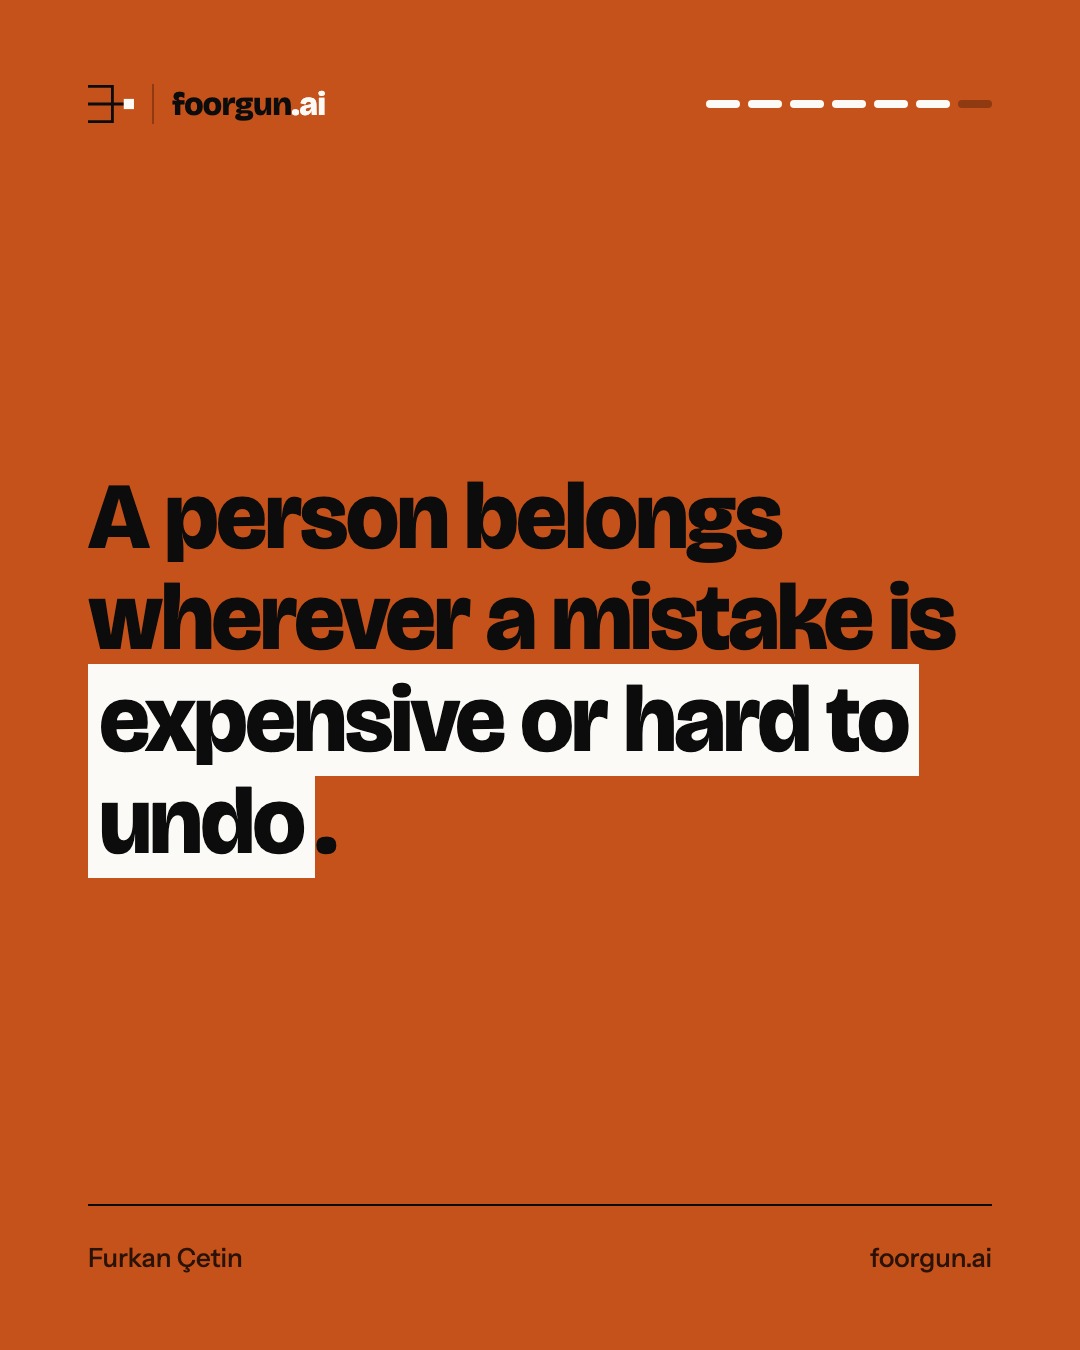 foorgun.ai
A person belongs
wherever a mistake is
expensive or hard to
undo.
Furkan Çetin
foorgun.ai